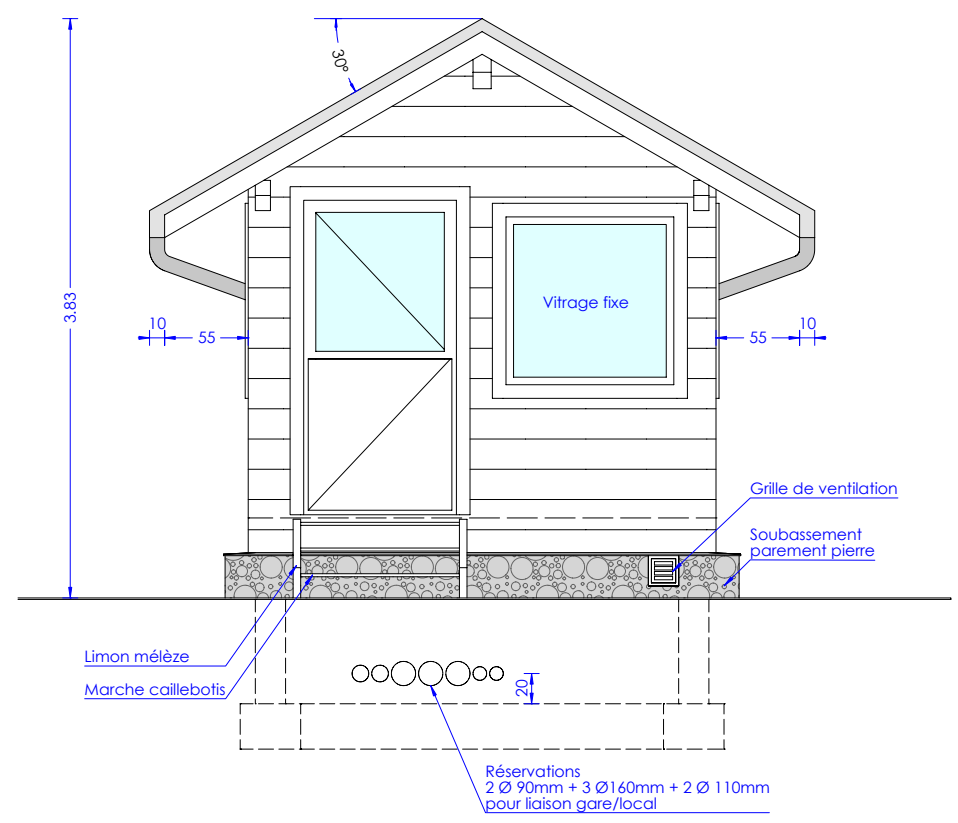 30°
3.83
10
55
Vitrage fixe
55
10
Grille de ventilation
Soubassement
parement pierre
Limon mélèze
Marche caillebotis
20
Réservations
2 Ø 90mm + 3 Ø160mm + 2 Ø 110mm
pour liaison gare/local